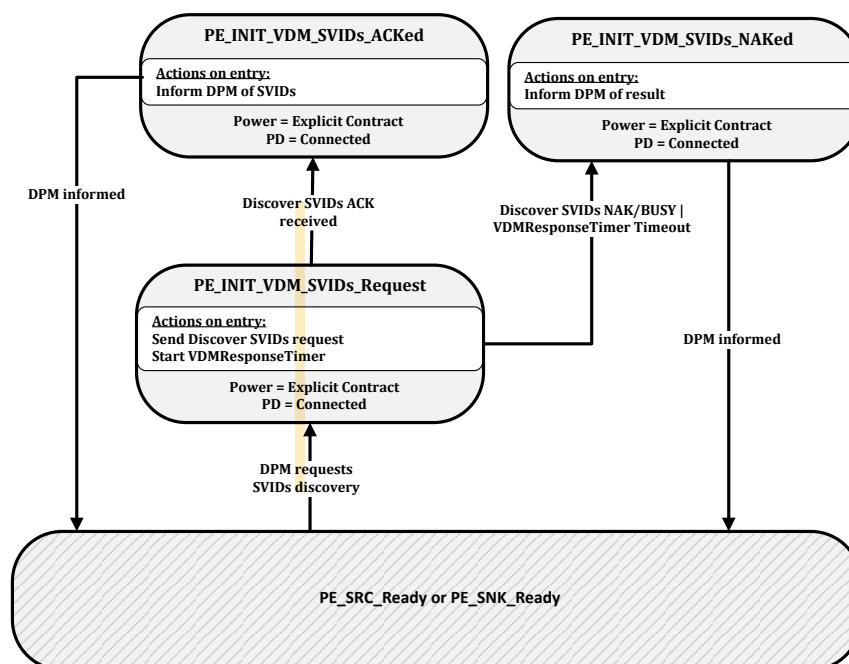 PE_INIT_VDM_SVIDs_ACKed
Actions on entry:
Inform DPM of SVIDs
Power = Explicit Contract
PD = Connected
PE_INIT_VDM_SVIDs_NAKed
Actions on entry:
Inform DPM of result
Power = Explicit Contract
PD = Connected
DPM informed
Discover SVIDs ACK
received
Discover SVIDs NAK/BUSY |
VDMResponseTimer Timeout
PE_INIT_VDM_SVIDs_Request
Actions on entry:
Send Discover SVIDs request
Start VDMResponseTimer
Power = Explicit Contract
PD = Connected
DPM informed
DPM requests
SVIDs discovery
PE_SRC_Ready or PE_SNK_Ready